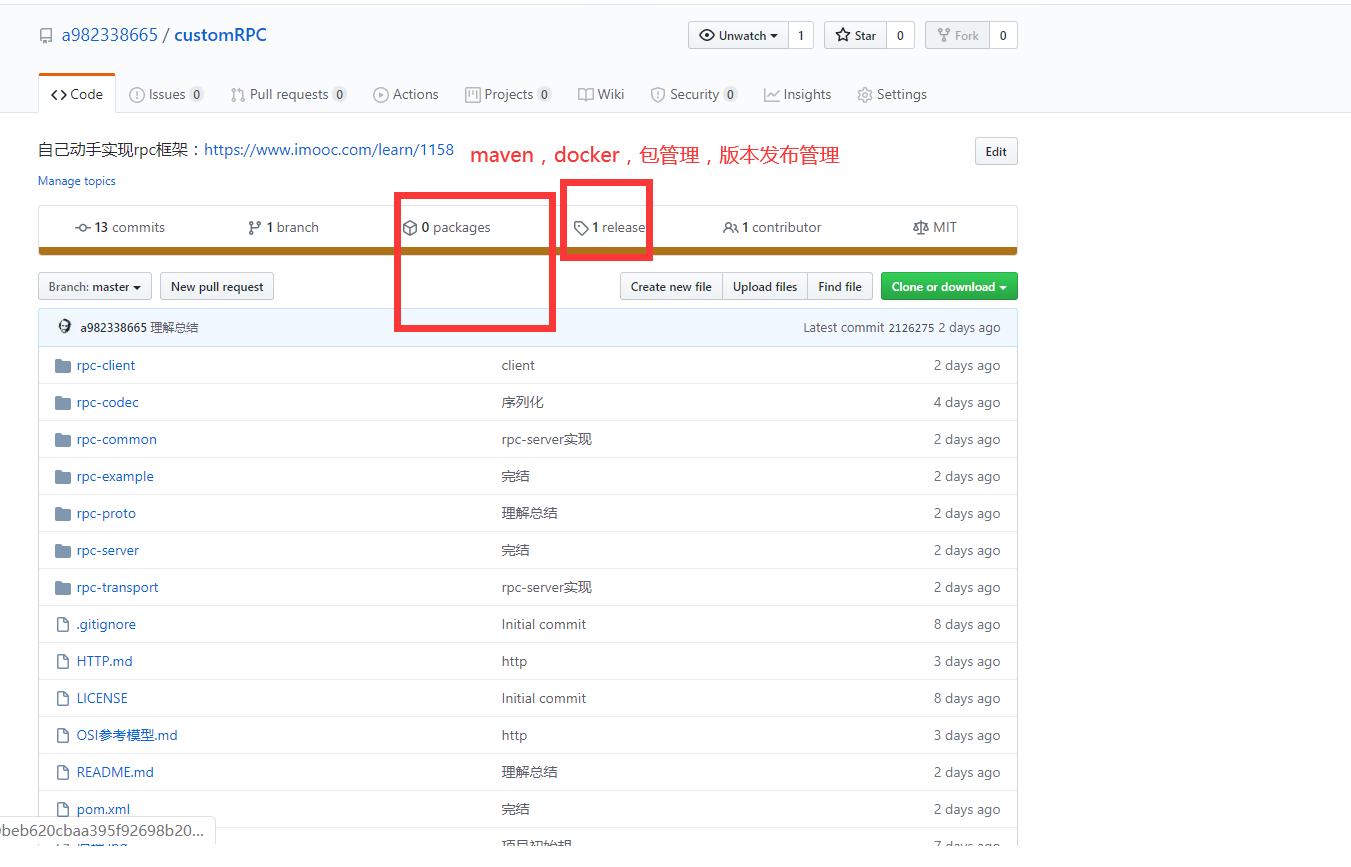 a982338665 / customRPC
Unwatch 1 Star 0 Fork 0
Code Issues 0 Pull requests 0 Actions Projects 0 Wiki Security 0 Insights Settings
自己动手实现rpc框架：https://www.imooc.com/learn/1158
maven，docker，包管理，版本发布管理
Edit
Manage topics
13 commits 1 branch 0 packages 1 release 1 contributor MIT
Branch: master New pull request Create new file Upload files Find file Clone or download
a982338665 理解总结 Latest commit 2126275 2 days ago
rpc-client client 2 days ago
rpc-codec 序列化 4 days ago
rpc-common rpc-server实现 2 days ago
rpc-example 完结 2 days ago
rpc-proto 理解总结 2 days ago
rpc-server 完结 2 days ago
rpc-transport rpc-server实现 2 days ago
.gitignore Initial commit 8 days ago
HTTP.md http 3 days ago
LICENSE Initial commit 8 days ago
OSI参考模型.md http 3 days ago
README.md 理解总结 2 days ago
pom.xml 完结 2 days ago
beb620cbaa395f92698b20...
7 days ago